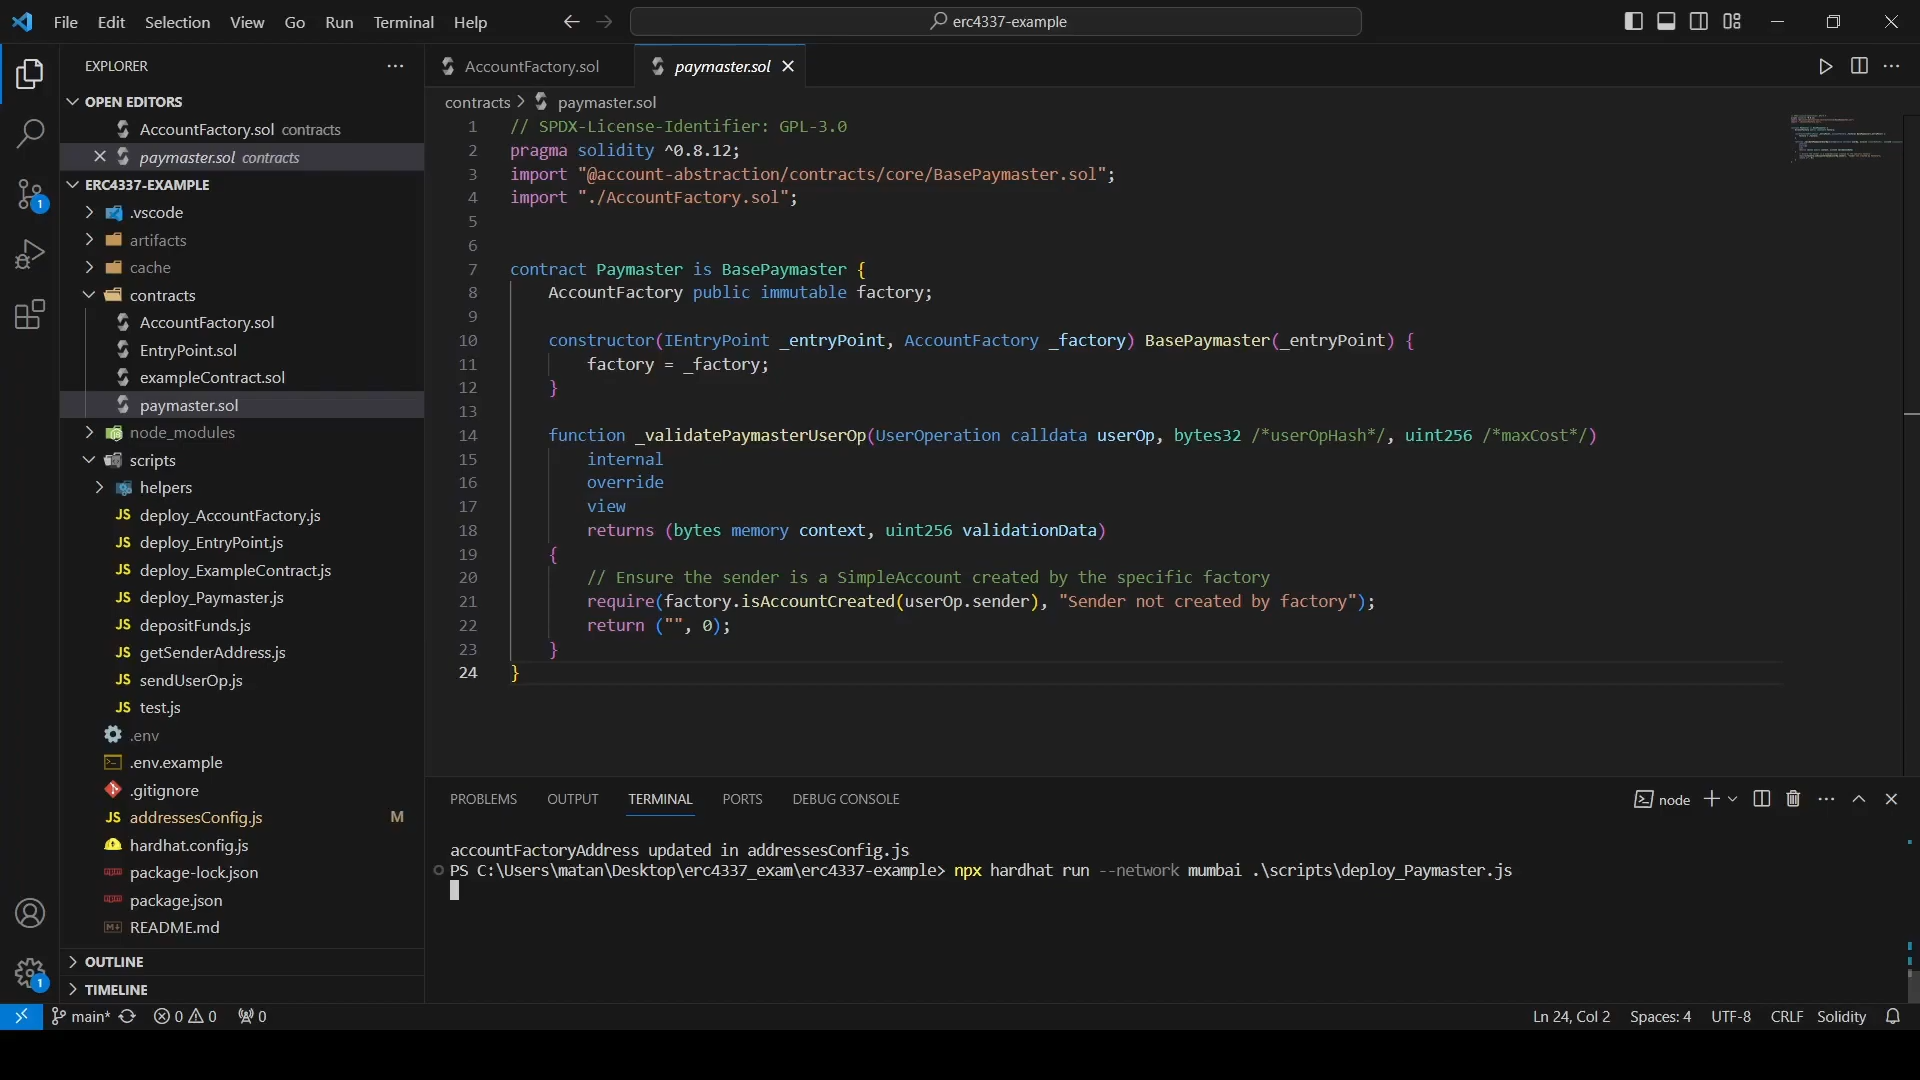 File Edit Selection View Go Run Terminal Help
erc4337-example
EXPLORER
OPEN EDITORS
AccountFactory.sol contracts
paymaster.sol contracts
ERC4337-EXAMPLE
.vscode
artifacts
cache
contracts
AccountFactory.sol
EntryPoint.sol
exampleContract.sol
paymaster.sol
node_modules
scripts
helpers
JS deploy_AccountFactory.js
JS deploy_EntryPoint.js
JS deploy_ExampleContract.js
JS deploy_Paymaster.js
JS depositFunds.js
JS getSenderAddress.js
JS sendUserOp.js
JS test.js
.env
.env.example
.gitignore
JS addressesConfig.js M
hardhat.config.js
package-lock.json
package.json
README.md
OUTLINE
TIMELINE
1
1
AccountFactory.sol
paymaster.sol
contracts > paymaster.sol
1 // SPDX-License-Identifier: GPL-3.0
2 pragma solidity ^0.8.12;
3 import "@account-abstraction/contracts/core/BasePaymaster.sol";
4 import "./AccountFactory.sol";
5
6
7 contract Paymaster is BasePaymaster {
8 AccountFactory public immutable factory;
9
10 constructor(IEntryPoint _entryPoint, AccountFactory _factory) BasePaymaster(_entryPoint) {
11 factory = _factory;
12 }
13
14 function _validatePaymasterUserOp(UserOperation calldata userOp, bytes32 /*userOpHash*/, uint256 /*maxCost*/)
15 internal
16 override
17 view
18 returns (bytes memory context, uint256 validationData)
19 {
20 // Ensure the sender is a SimpleAccount created by the specific factory
21 require(factory.isAccountCreated(userOp.sender), "Sender not created by factory");
22 return ("", 0);
23 }
24 }
PROBLEMS OUTPUT TERMINAL PORTS DEBUG CONSOLE
node
accountFactoryAddress updated in addressesConfig.js
PS C:\Users\matan\Desktop\erc4337_exam\erc4337-example> npx hardhat run --network mumbai .\scripts\deploy_Paymaster.js
main* 0 0 0
Ln 24, Col 2 Spaces: 4 UTF-8 CRLF Solidity